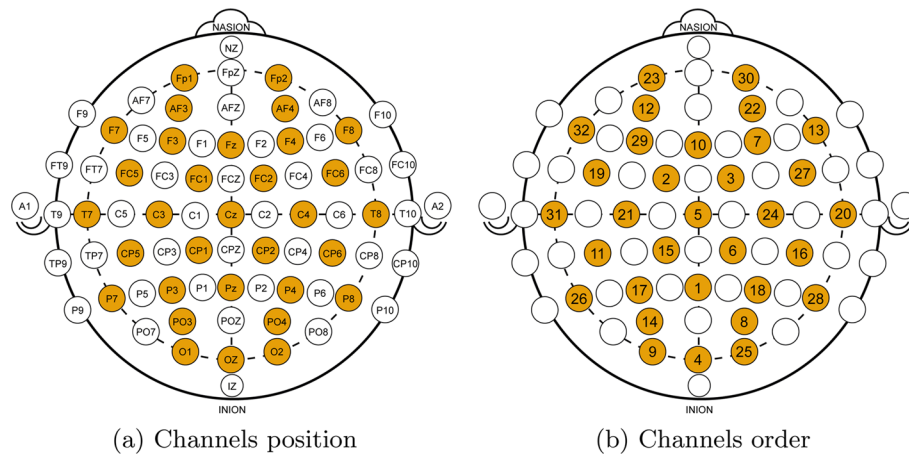 NASION
NZ
Fp1 FpZ Fp2
AF7 AF3 AFZ AF4 AF8
F9 F10
F7 F5 F3 F1 Fz F2 F4 F6 F8
FT9 FT7 FC5 FC3 FC1 FCZ FC2 FC4 FC6 FC8 FC10
A1 T9 T7 C5 C3 C1 Cz C2 C4 C6 T8 T10 A2
TP9 TP7 CP5 CP3 CP1 CPZ CP2 CP4 CP6 CP8 CP10
P9 P7 P5 P3 P1 Pz P2 P4 P6 P8 P10
PO7 PO3 POZ PO4 PO8
O1 OZ O2
IZ
INION
(a) Channels position
NASION
23 30
12 22
32 29 10 7 13
19 2 3 27
31 21 5 24 20
11 15 6 16
26 17 1 18 28
14 8
9 4 25
INION
(b) Channels order